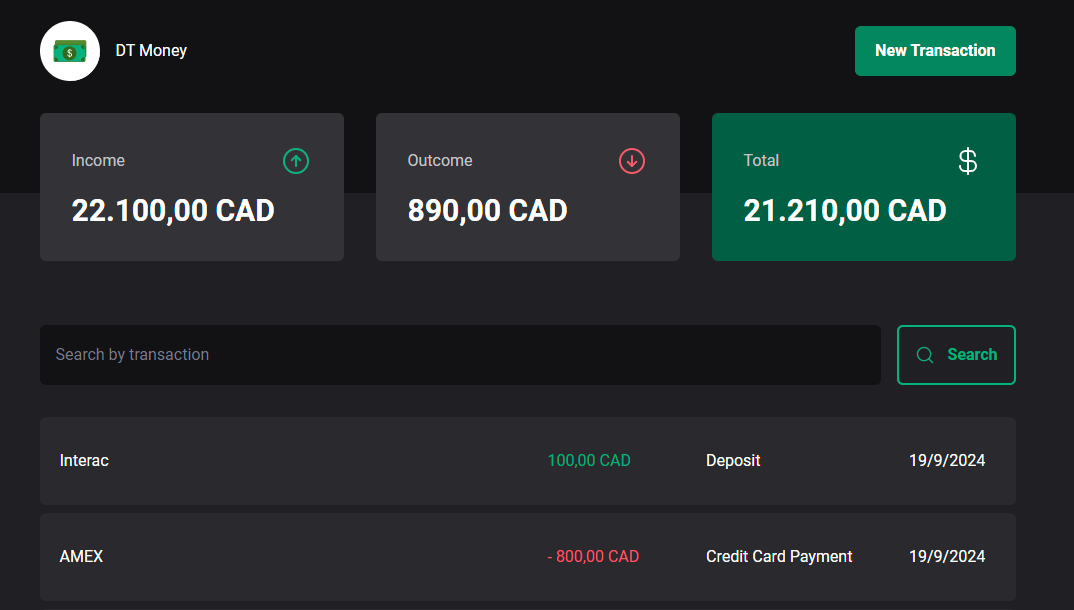 DT Money
New Transaction
Income
22.100,00 CAD
Outcome
890,00 CAD
Total
$
21.210,00 CAD
Search by transaction
Search
Interac 100,00 CAD Deposit 19/9/2024
AMEX - 800,00 CAD Credit Card Payment 19/9/2024